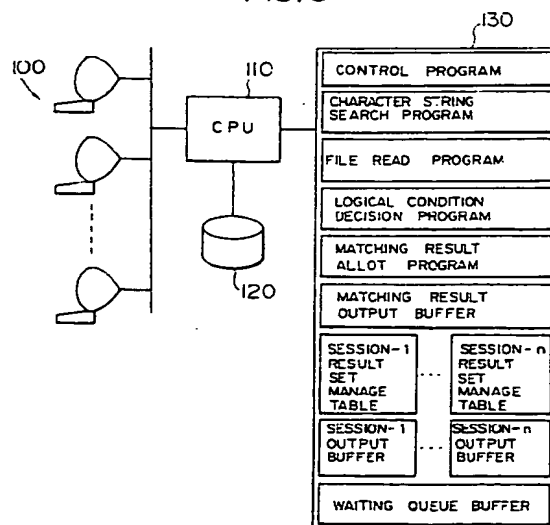 130
100
110
CPU
120
CONTROL PROGRAM
CHARACTER STRING
SEARCH PROGRAM
FILE READ PROGRAM
LOGICAL CONDITION
DECISION PROGRAM
MATCHING RESULT
ALLOT PROGRAM
MATCHING RESULT
OUTPUT BUFFER
SESSION-1
RESULT
SET
MANAGE
TABLE
...
SESSION-n
RESULT
SET
MANAGE
TABLE
SESSION-1
OUTPUT
BUFFER
...
SESSION-n
OUTPUT
BUFFER
WAITING QUEUE BUFFER